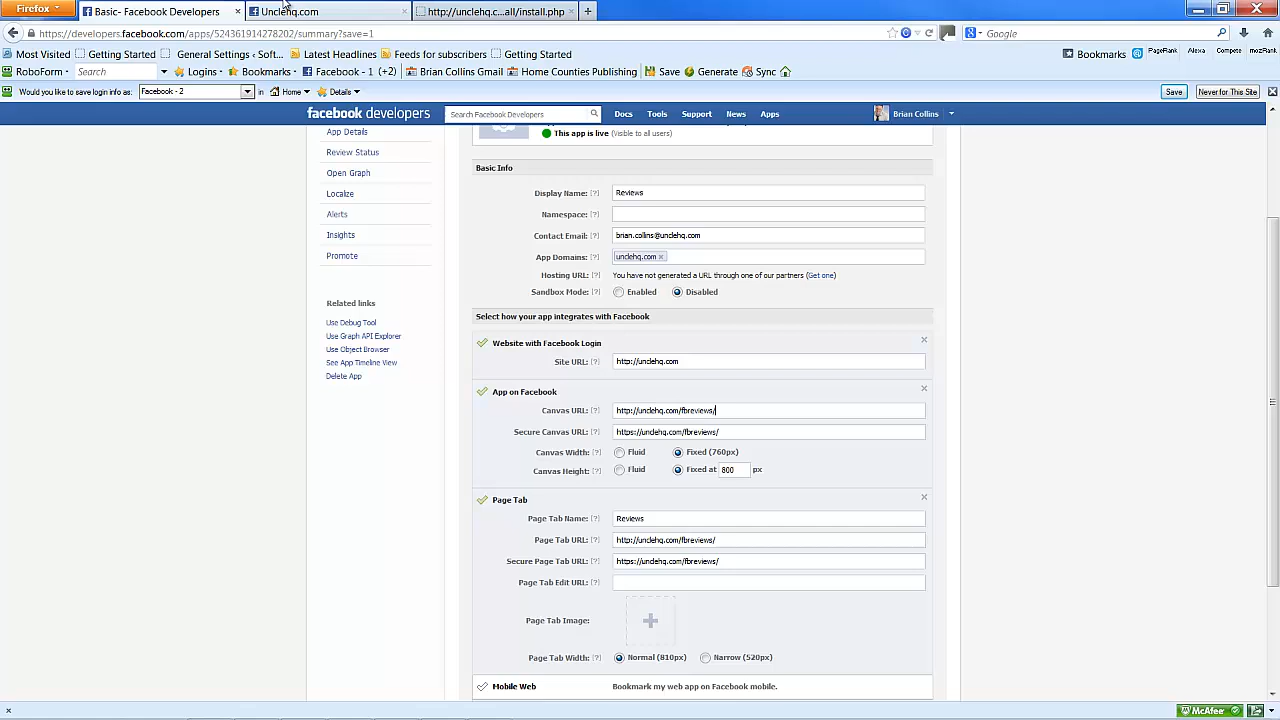 Firefox
Basic- Facebook Developers × Unclehq.com × http://unclehq.c...all/install.php × +
https://developers.facebook.com/apps/524361914278202/summary?save=1
Google
Most Visited Getting Started General Settings - Soft... Latest Headlines Feeds for subscribers Getting Started Bookmarks PageRank Alexa Compete mozRank
RoboForm Search Logins Bookmarks Facebook - 1 (+2) Brian Collins Gmail Home Counties Publishing Save Generate Sync
Would you like to save login info as: Facebook - 2 in Home Details Save Never for This Site
facebook developers Search Facebook Developers Docs Tools Support News Apps Brian Collins
App Details
Review Status
Open Graph
Localize
Alerts
Insights
Promote
Related links
Use Debug Tool
Use Graph API Explorer
Use Object Browser
See App Timeline View
Delete App
This app is live (Visible to all users)
Basic Info
Display Name: [?] Reviews
Namespace: [?]
Contact Email: [?] brian.collins@unclehq.com
App Domains: [?] unclehq.com ×
Hosting URL: [?] You have not generated a URL through one of our partners (Get one)
Sandbox Mode: [?] Enabled Disabled
Select how your app integrates with Facebook
Website with Facebook Login ×
Site URL: [?] http://unclehq.com
App on Facebook ×
Canvas URL: [?] http://unclehq.com/fbreviews/
Secure Canvas URL: [?] https://unclehq.com/fbreviews/
Canvas Width: [?] Fluid Fixed (760px)
Canvas Height: [?] Fluid Fixed at 800 px
Page Tab ×
Page Tab Name: [?] Reviews
Page Tab URL: [?] http://unclehq.com/fbreviews/
Secure Page Tab URL: [?] https://unclehq.com/fbreviews/
Page Tab Edit URL: [?]
Page Tab Image:
Page Tab Width: [?] Normal (810px) Narrow (520px)
Mobile Web Bookmark my web app on Facebook mobile.
× McAfee